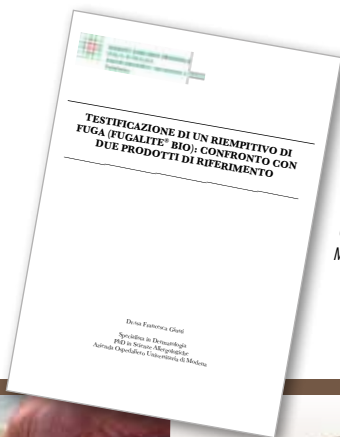 TESTIFICAZIONE DI UN RIEMPITIVO DI
FUGA (FUGALITE® BIO): CONFRONTO CON
DUE PRODOTTI DI RIFERIMENTO
Dr.ssa Francesca Giusti
Specialista in Dermatologia
PhD in Scienze Allergologiche
Azienda Ospedaliero Universitaria di Modena
M